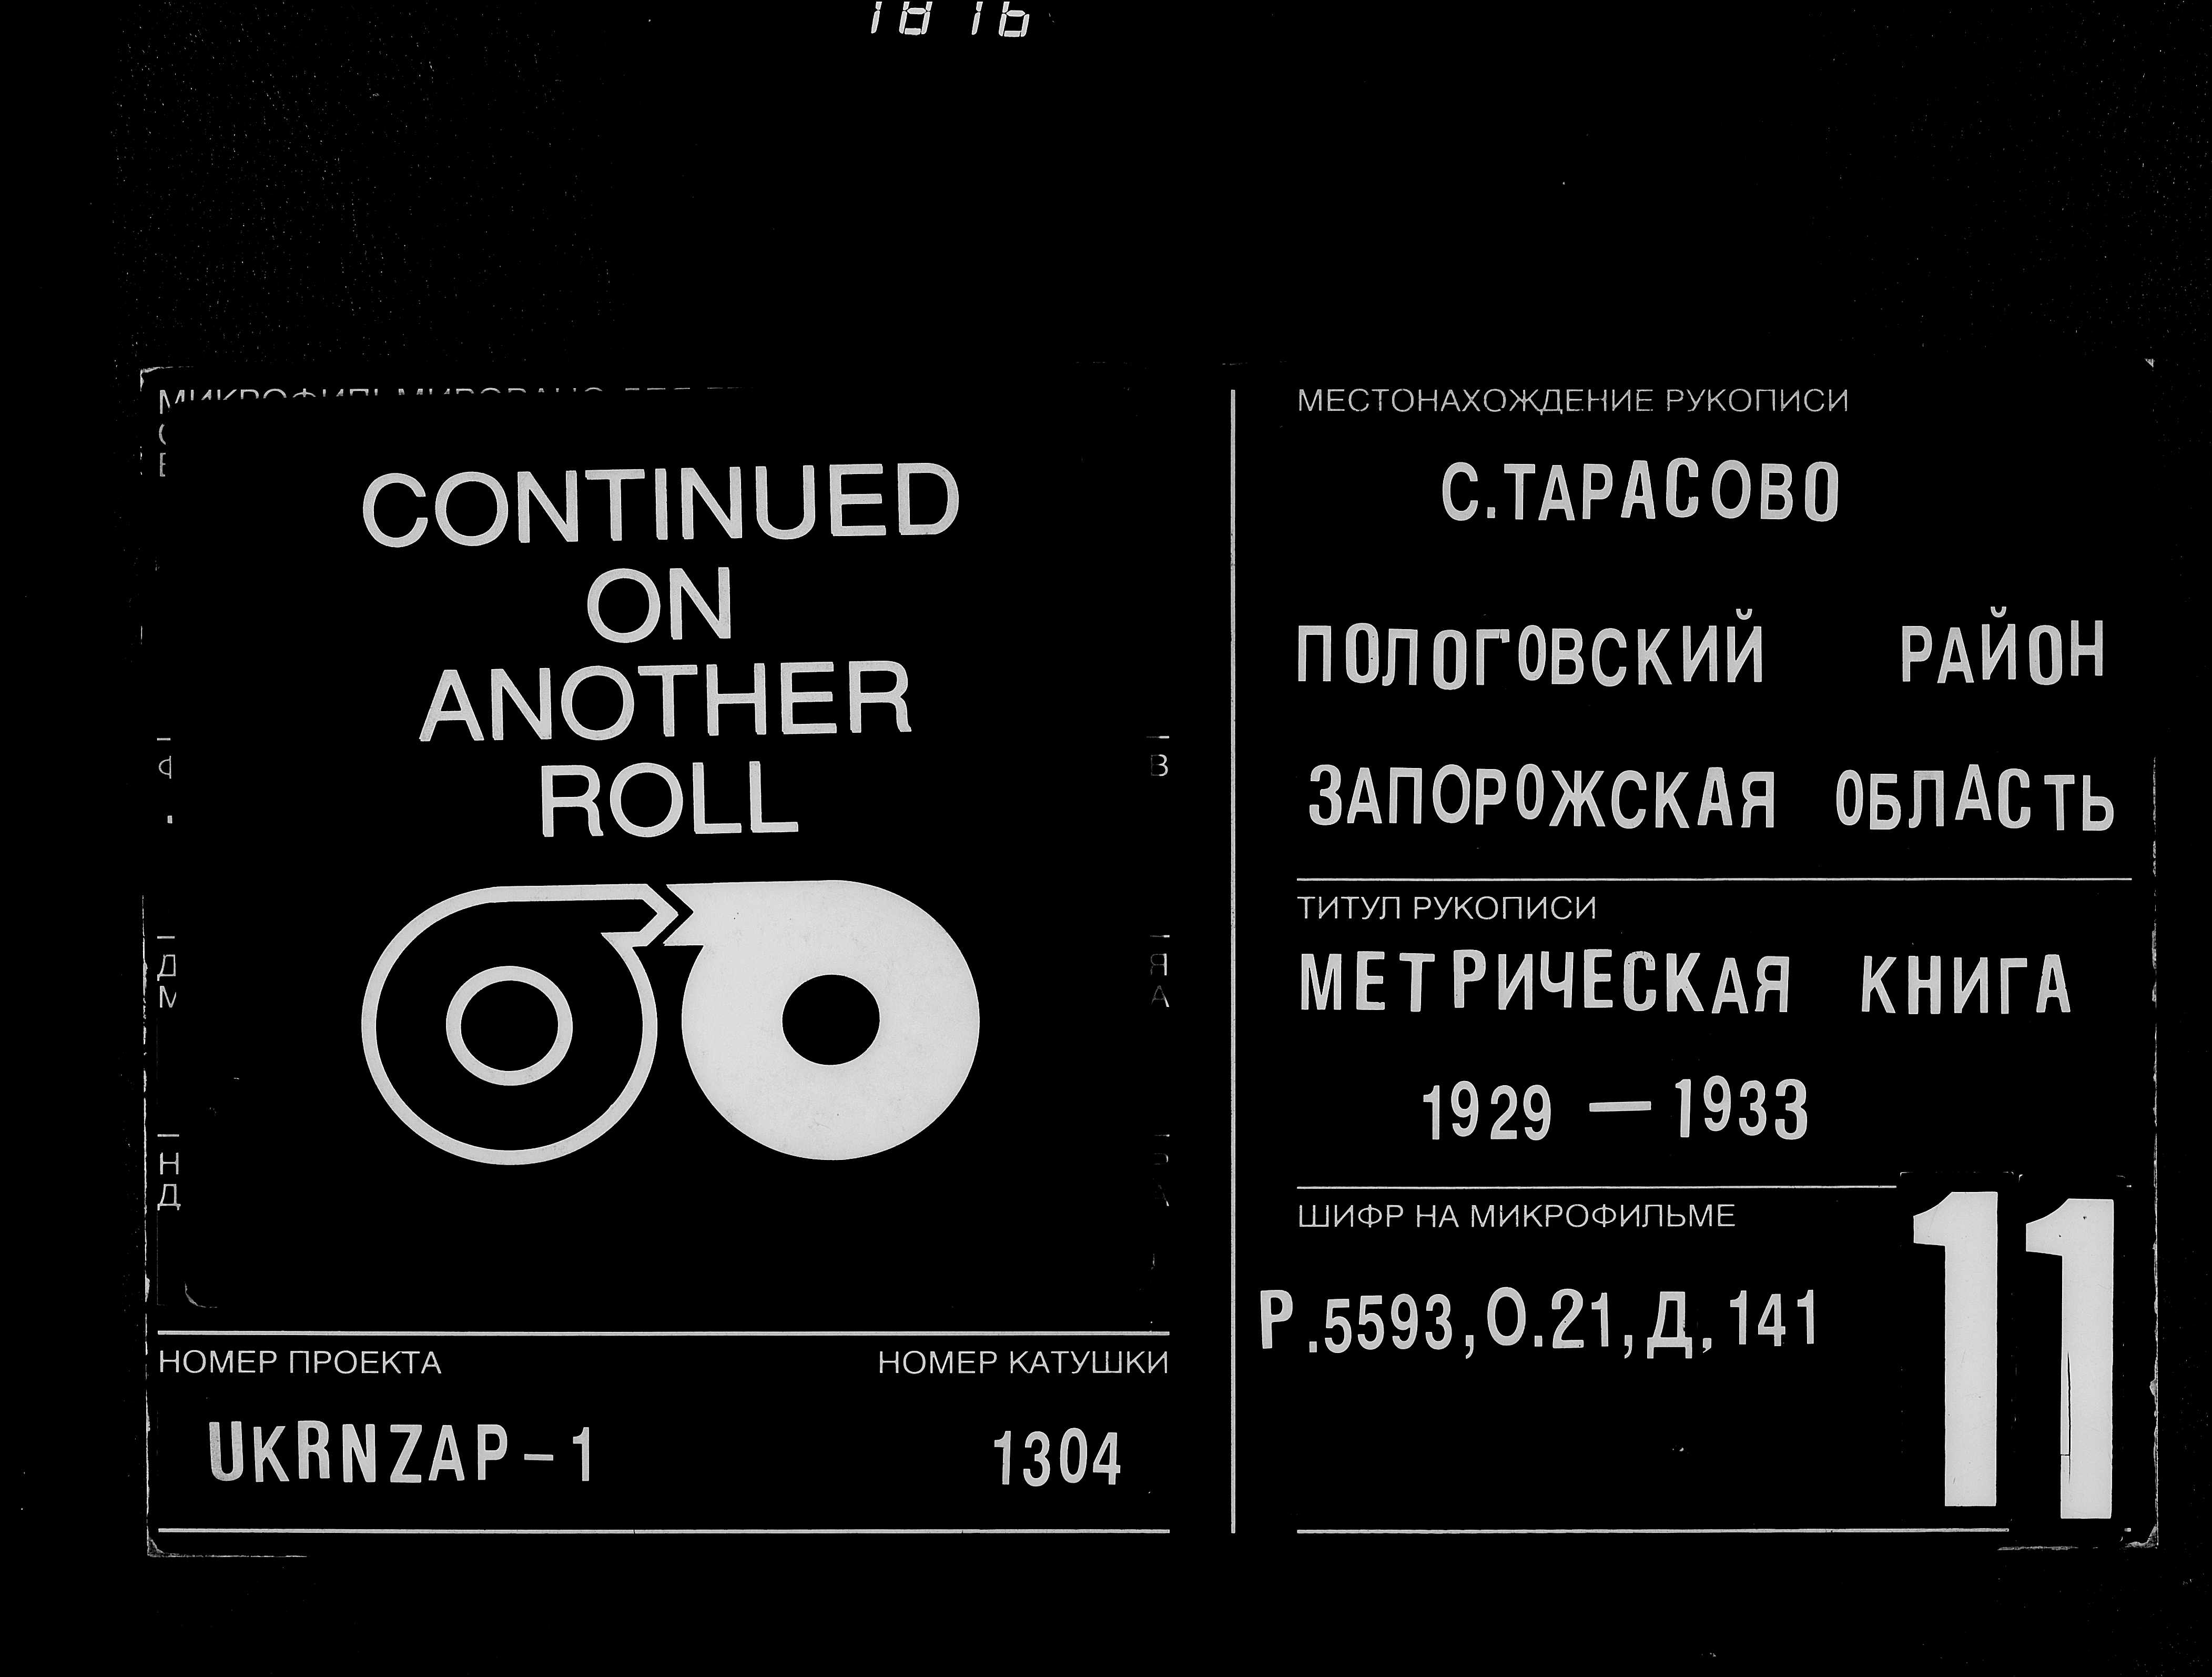 1816
CONTINUED
ON
ANOTHER
ROLL
НОМЕР ПРОЕКТА
UKRNZAP-1
НОМЕР КАТУШКИ
1304
МЕСТОНАХОЖДЕНИЕ РУКОПИСИ
С.ТАРАСОВО
ПОЛОГОВСКИЙ РАЙОН
ЗАПОРОЖСКАЯ ОБЛАСТЬ
ТИТУЛ РУКОПИСИ
МЕТРИЧЕСКАЯ КНИГА
1929 — 1933
ШИФР НА МИКРОФИЛЬМЕ
Р.5593,О.21,Д,141
11